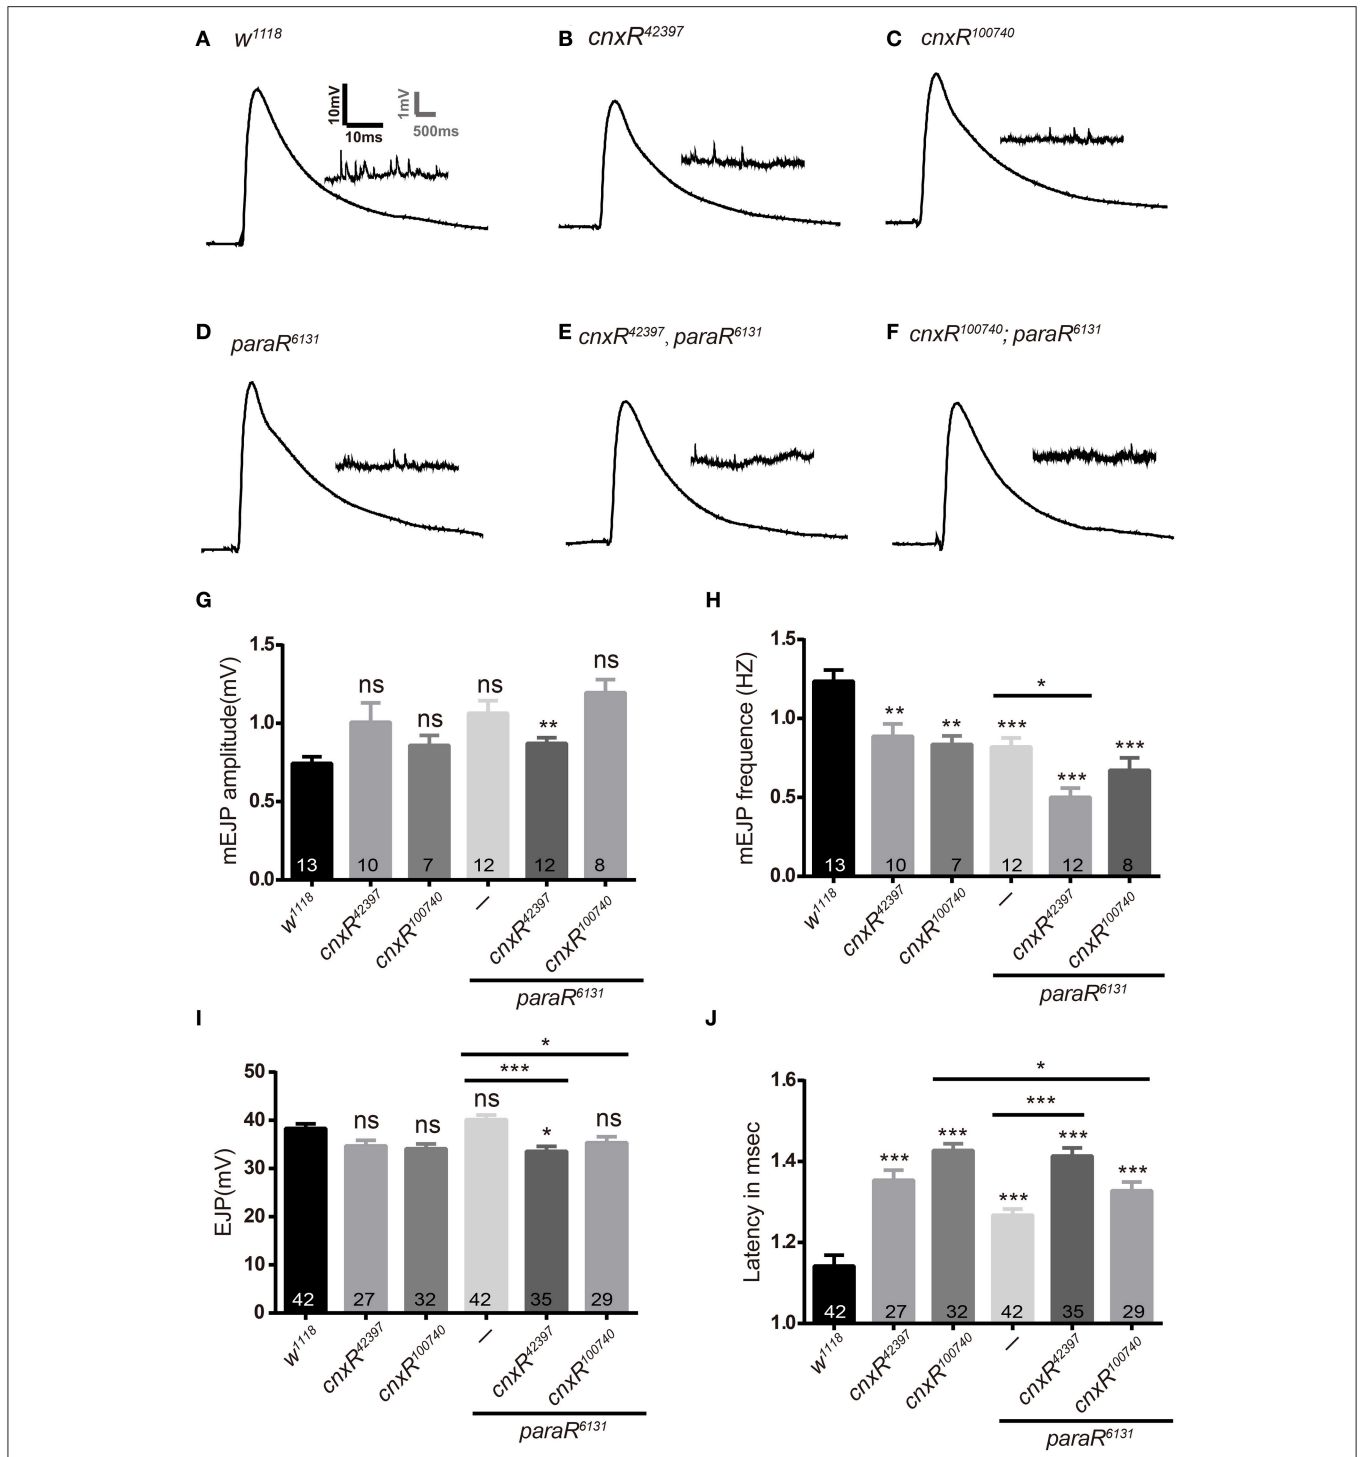 A w1118
B cnxR42397
C cnxR100740
10mV
10ms
1mV
500ms
D paraR6131
E cnxR42397, paraR6131
F cnxR100740; paraR6131
G
mEJP amplitude(mV)
1.5
1.0
0.5
0.0
ns
ns
ns
**
ns
13 10 7 12 12 8
w1118
cnxR42397
cnxR100740
—
cnxR42397
cnxR100740
paraR6131
H
mEJP frequence (HZ)
1.5
1.0
0.5
0.0
*
**
**
***
***
***
13 10 7 12 12 8
w1118
cnxR42397
cnxR100740
—
cnxR42397
cnxR100740
paraR6131
I
EJP(mV)
50
40
30
20
10
0
*
***
ns
ns
ns
*
ns
42 27 32 42 35 29
w1118
cnxR42397
cnxR100740
—
cnxR42397
cnxR100740
paraR6131
J
Latency in msec
1.6
1.4
1.2
1.0
*
***
***
***
***
***
***
42 27 32 42 35 29
w1118
cnxR42397
cnxR100740
—
cnxR42397
cnxR100740
paraR6131